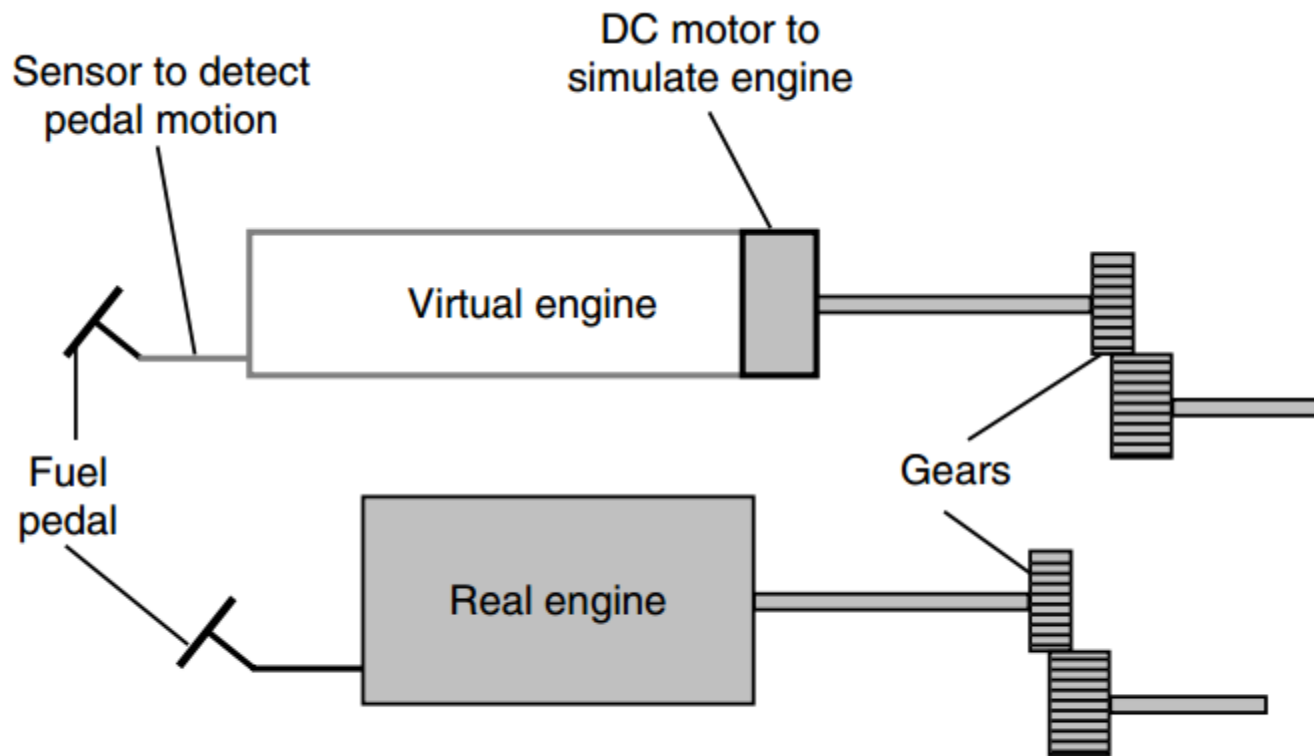 DC motor to
simulate engine
Sensor to detect
pedal motion
Virtual engine
Fuel
pedal
Gears
Real engine